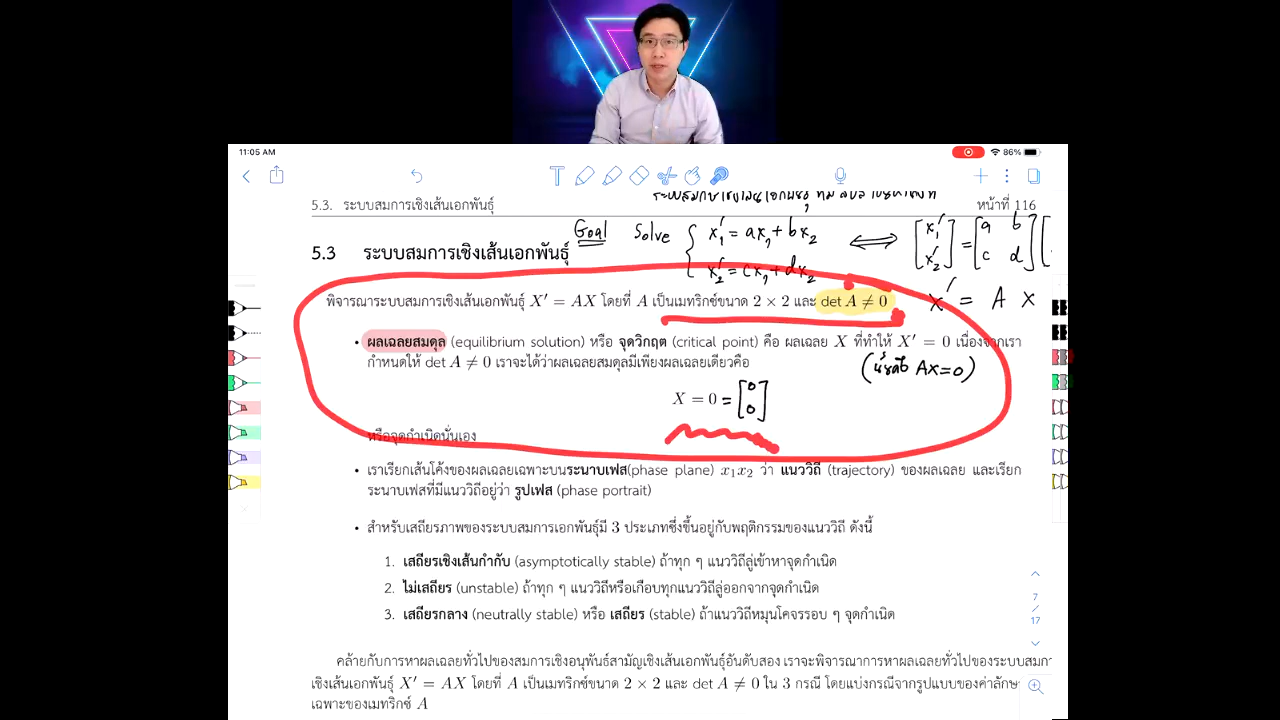 11:05 AM
86%
5.3. ระบบสมการเชิงเส้นเอกพันธุ์
หน้าที่ 116
Goal Solve { x₁' = ax₁ + bx₂ ⟺ [x₁' x₂'] = [a b c d] [
x₂' = cx₁ + dx₂
5.3 ระบบสมการเชิงเส้นเอกพันธุ์
X' = A X
พิจารณาระบบสมการเชิงเส้นเอกพันธุ์ X′ = AX โดยที่ A เป็นเมทริกซ์ขนาด 2 × 2 และ det A ≠ 0
• ผลเฉลยสมดุล (equilibrium solution) หรือ จุดวิกฤต (critical point) คือ ผลเฉลย X ที่ทำให้ X′ = 0 เนื่องจากเรา
กำหนดให้ det A ≠ 0 เราจะได้ว่าผลเฉลยสมดุลมีเพียงผลเฉลยเดียวคือ
(นั่นคือ AX=0)
X = 0 = [0 0]
หรือจุดกำเนิดนั่นเอง
• เราเรียกเส้นโค้งของผลเฉลยเฉพาะบนระนาบเฟส(phase plane) x₁x₂ ว่า แนววิถี (trajectory) ของผลเฉลย และเรียก
ระนาบเฟสที่มีแนววิถีอยู่ว่า รูปเฟส (phase portrait)
• สำหรับเสถียรภาพของระบบสมการเอกพันธุ์มี 3 ประเภทซึ่งขึ้นอยู่กับพฤติกรรมของแนววิถี ดังนี้
1. เสถียรเชิงเส้นกำกับ (asymptotically stable) ถ้าทุก ๆ แนววิถีลู่เข้าหาจุดกำเนิด
2. ไม่เสถียร (unstable) ถ้าทุก ๆ แนววิถีหรือเกือบทุกแนววิถีลู่ออกจากจุดกำเนิด
3. เสถียรกลาง (neutrally stable) หรือ เสถียร (stable) ถ้าแนววิถีหมุนโคจรรอบ ๆ จุดกำเนิด
7
/
17
คล้ายกับการหาผลเฉลยทั่วไปของสมการเชิงอนุพันธ์สามัญเชิงเส้นเอกพันธุ์อันดับสอง เราจะพิจารณาการหาผลเฉลยทั่วไปของระบบสมการ
เชิงเส้นเอกพันธุ์ X′ = AX โดยที่ A เป็นเมทริกซ์ขนาด 2 × 2 และ det A ≠ 0 ใน 3 กรณี โดยแบ่งกรณีจากรูปแบบของค่าลักษณะ
เฉพาะของเมทริกซ์ A